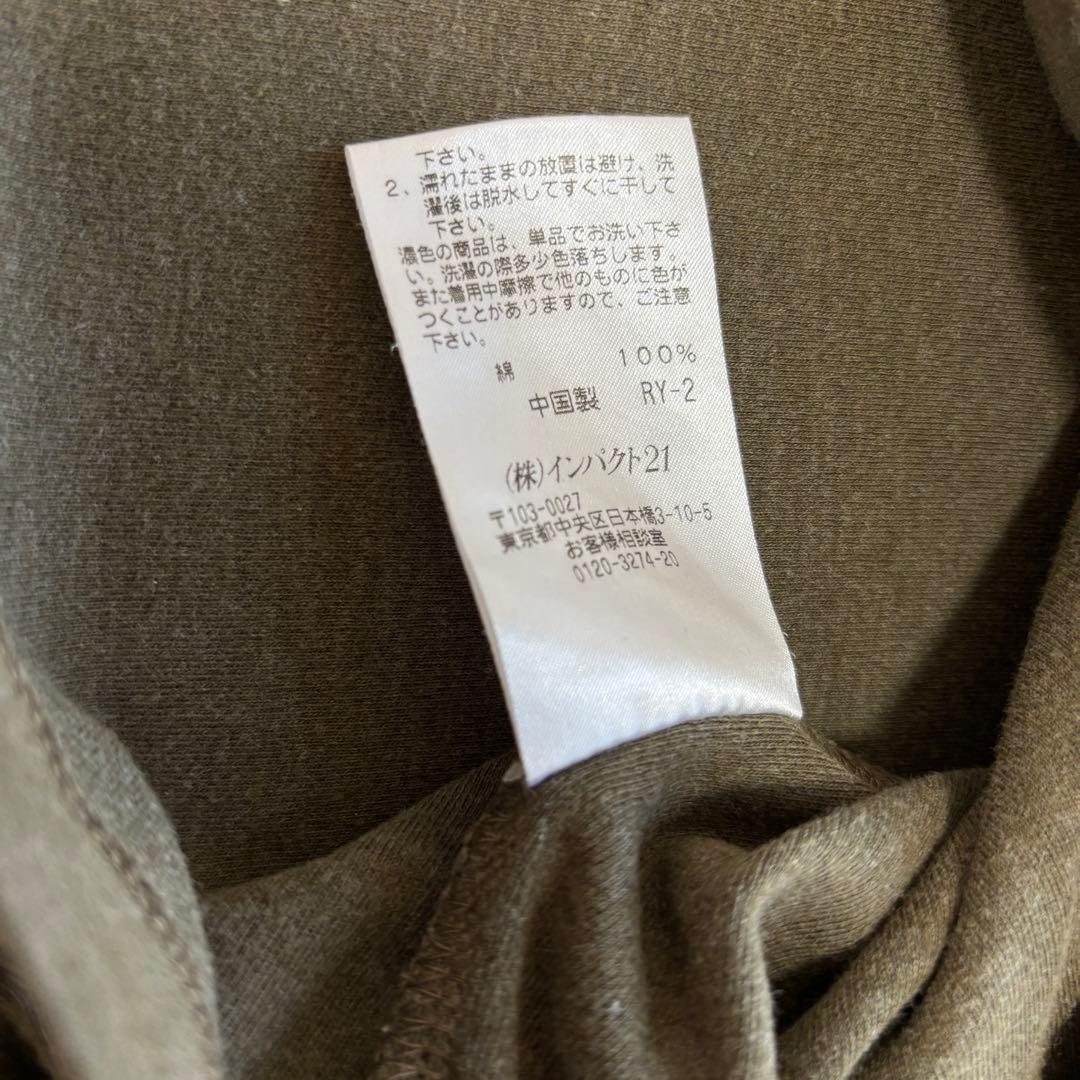 下さい。
2、濡れたままの放置は避け、洗
濯後は脱水してすぐに干して
下さい。
濃色の商品は、単品でお洗い下さ
い。洗濯の際多少色落ちします。
また着用中摩擦で他のものに色が
つくことがありますので、ご注意
下さい。
綿 100%
中国製 RY-2
(株)インパクト21
〒103-0027
東京都中央区日本橋3-10-5
お客様相談室
0120-3274-20